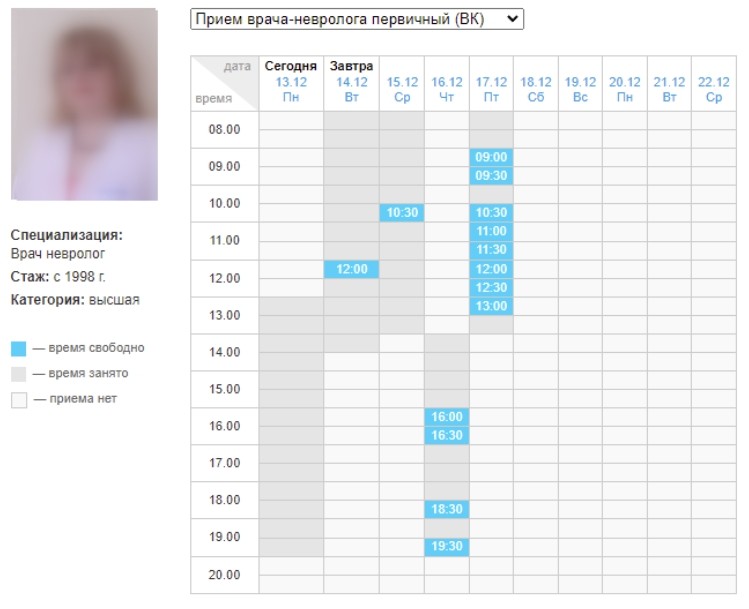 Прием врача-невролога первичный (ВК)
дата
время
Сегодня
13.12
Пн
Завтра
14.12
Вт
15.12
Ср
16.12
Чт
17.12
Пт
18.12
Сб
19.12
Вс
20.12
Пн
21.12
Вт
22.12
Ср
08.00
09.00
09:00
09:30
10.00
10:30
10:30
11.00
11:00
11:30
12.00
12:00
12:00
12:30
13.00
13:00
14.00
15.00
16.00
16:00
16:30
17.00
18.00
18:30
19.00
19:30
20.00
Специализация:
Врач невролог
Стаж: с 1998 г.
Категория: высшая
— время свободно
— время занято
— приема нет